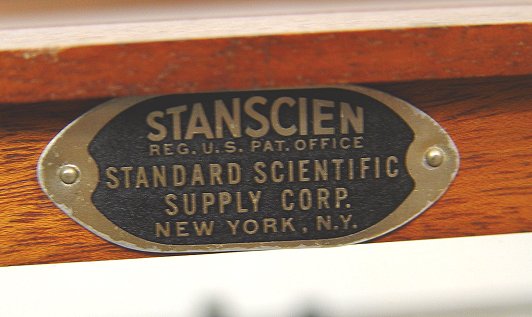 STANSCIEN
REG. U.S. PAT. OFFICE
STANDARD SCIENTIFIC
SUPPLY CORP.
NEW YORK, N.Y.